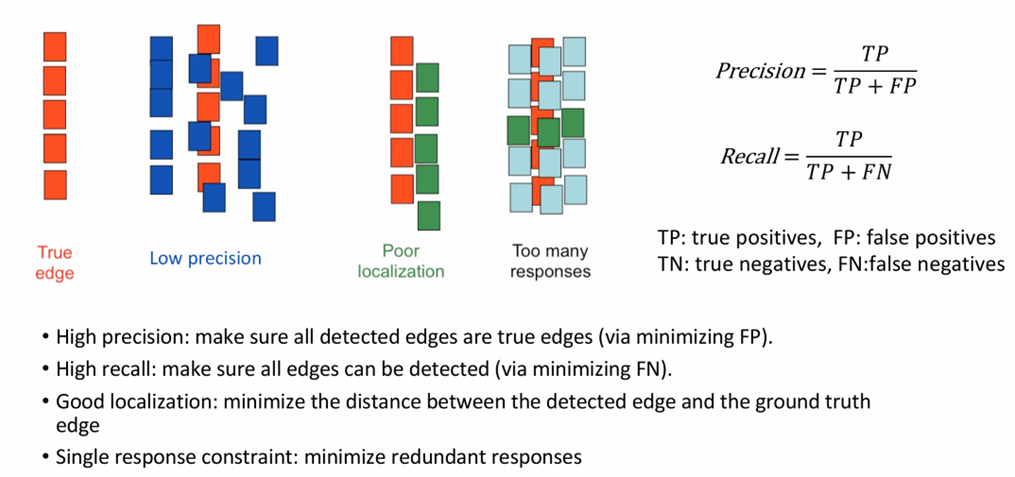 True
edge
Low precision
Poor
localization
Too many
responses
Precision = TP / TP + FP
Recall = TP / TP + FN
TP: true positives, FP: false positives
TN: true negatives, FN:false negatives
• High precision: make sure all detected edges are true edges (via minimizing FP).
• High recall: make sure all edges can be detected (via minimizing FN).
• Good localization: minimize the distance between the detected edge and the ground truth
edge
• Single response constraint: minimize redundant responses